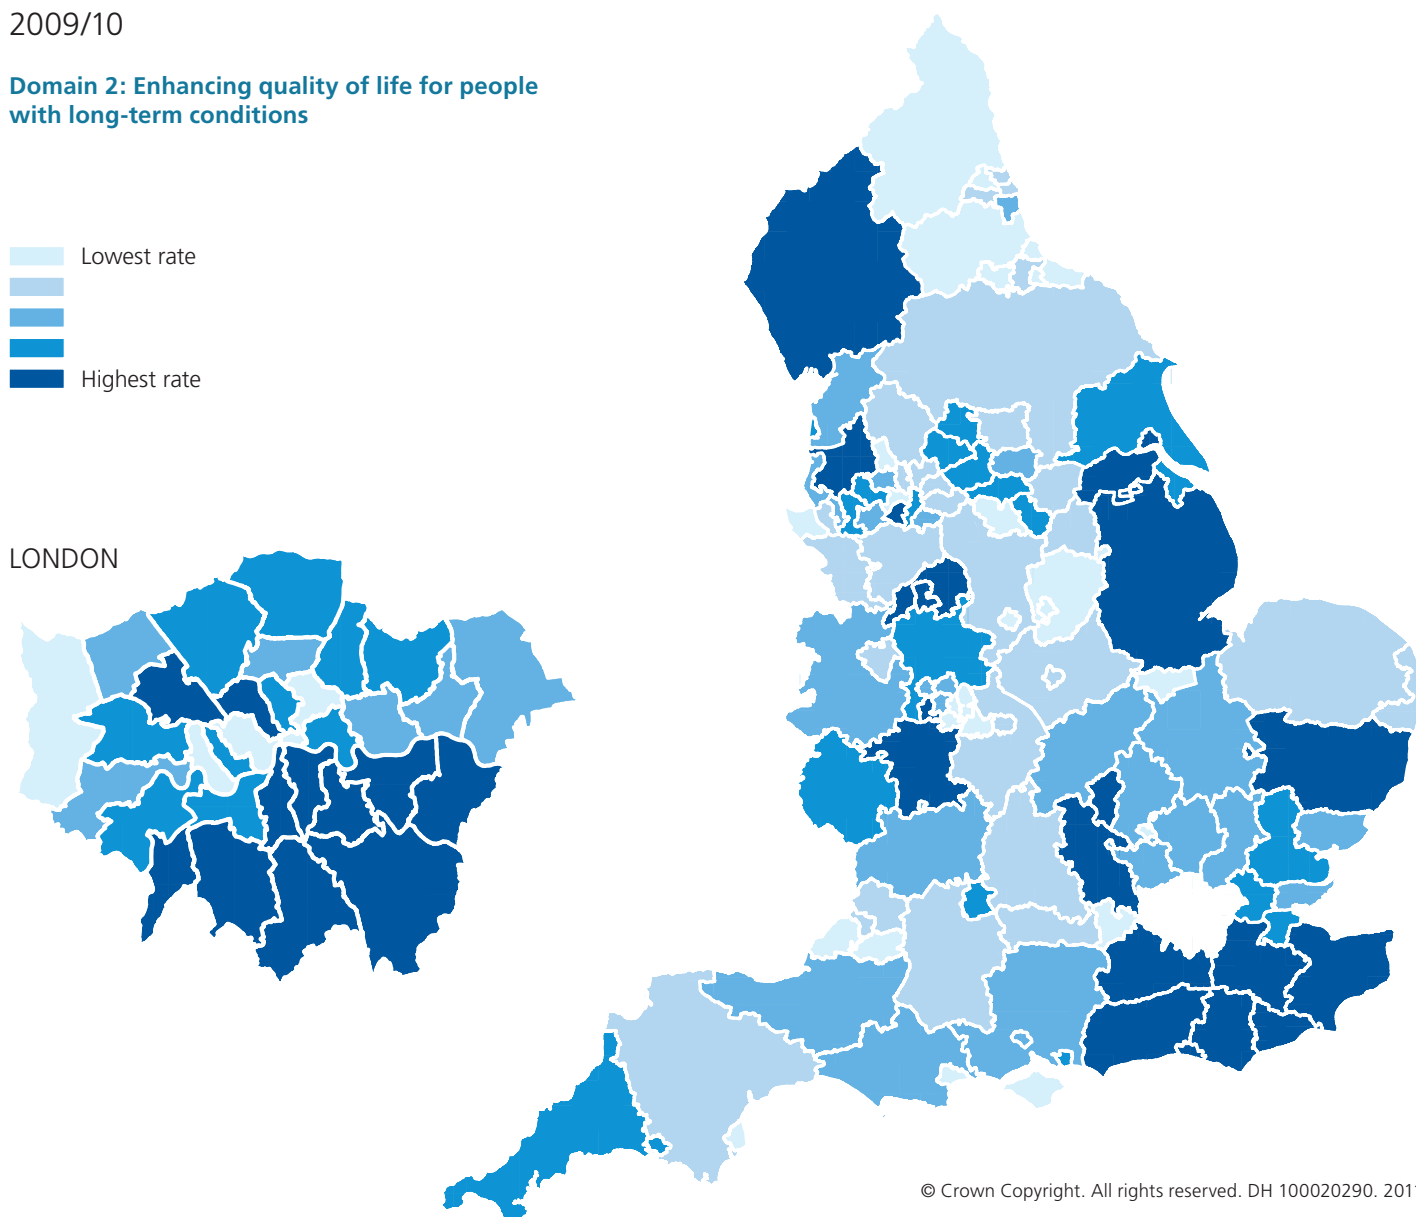 2009/10
Domain 2: Enhancing quality of life for people
with long-term conditions
Lowest rate
Highest rate
LONDON
© Crown Copyright. All rights reserved. DH 100020290. 201